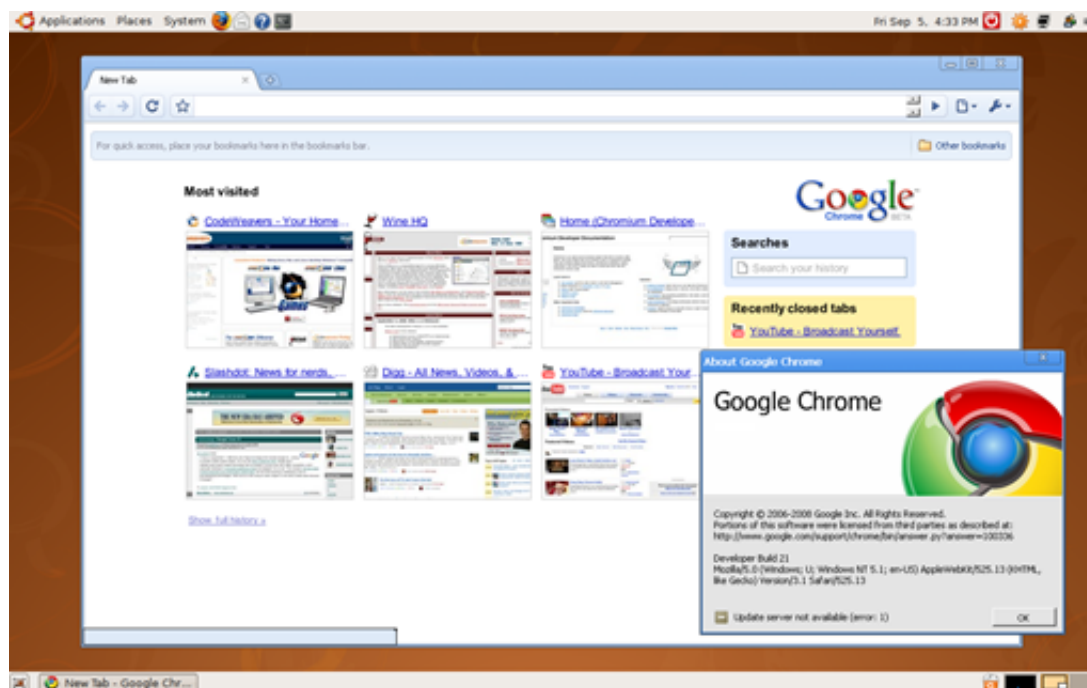 Applications Places System
Fri Sep 5, 4:33 PM
New Tab
For quick access, place your bookmarks here in the bookmarks bar.
Other bookmarks
Most visited
Google
Chrome BETA
CodeWeavers - Your Home...
Wine HQ
Home (Chromium Develope...
Searches
Search your history
Recently closed tabs
YouTube - Broadcast Yourself.
Slashdot: News for nerds, ...
Digg - All News, Videos, & ...
YouTube - Broadcast Your...
Show full history »
About Google Chrome
Google Chrome
Copyright © 2006-2008 Google Inc. All Rights Reserved.
Portions of this software were licensed from third parties as described at:
http://www.google.com/support/chrome/bin/answer.py?answer=100336
Developer Build 21
Mozilla/5.0 (Windows; U; Windows NT 5.1; en-US) AppleWebKit/525.13 (KHTML,
like Gecko) Version/3.1 Safari/525.13
Update server not available (error: 1)
OK
New Tab - Google Chr...